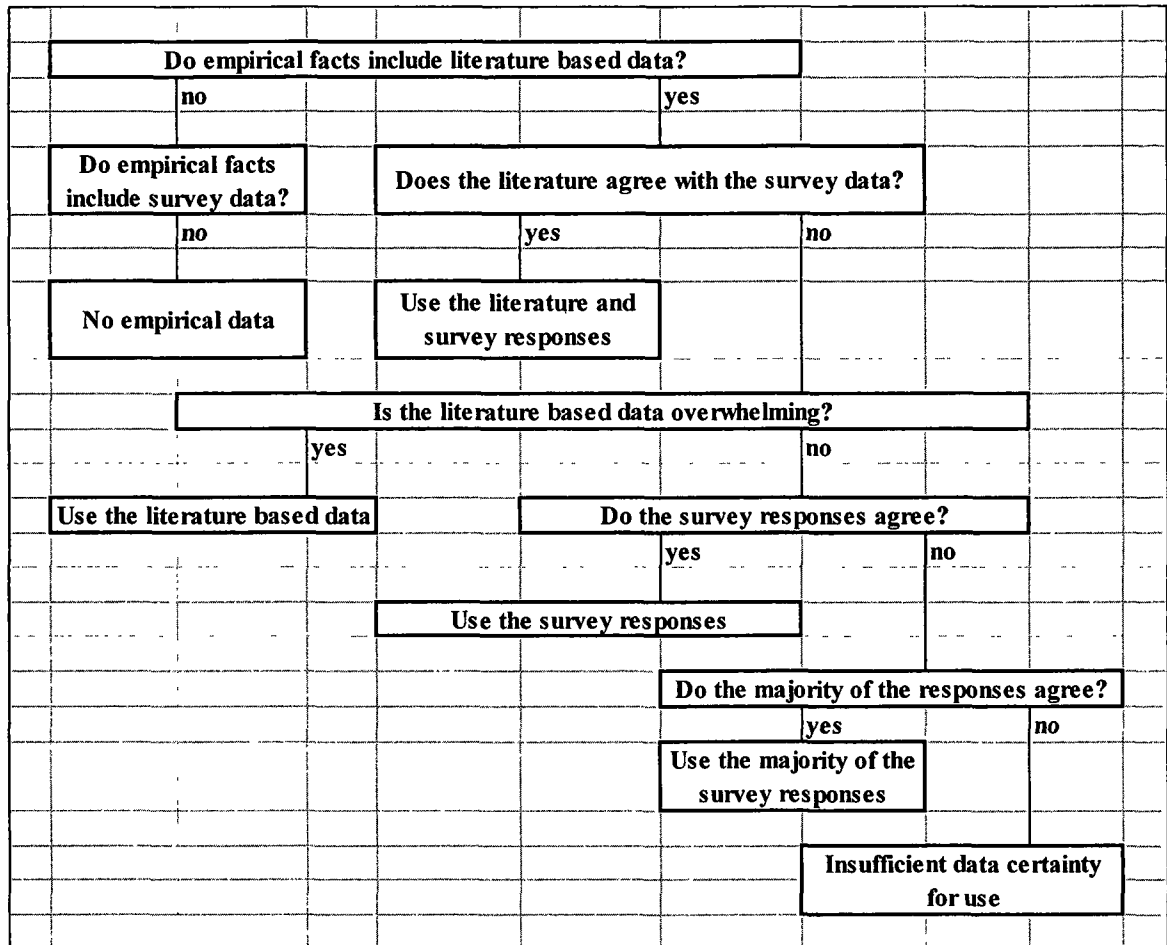 Do empirical facts include literature based data?
no
yes
Do empirical facts
include survey data?
Does the literature agree with the survey data?
no
yes
no
No empirical data
Use the literature and
survey responses
Is the literature based data overwhelming?
yes
no
Use the literature based data
Do the survey responses agree?
yes
no
Use the survey responses
Do the majority of the responses agree?
yes
no
Use the majority of the
survey responses
Insufficient data certainty
for use